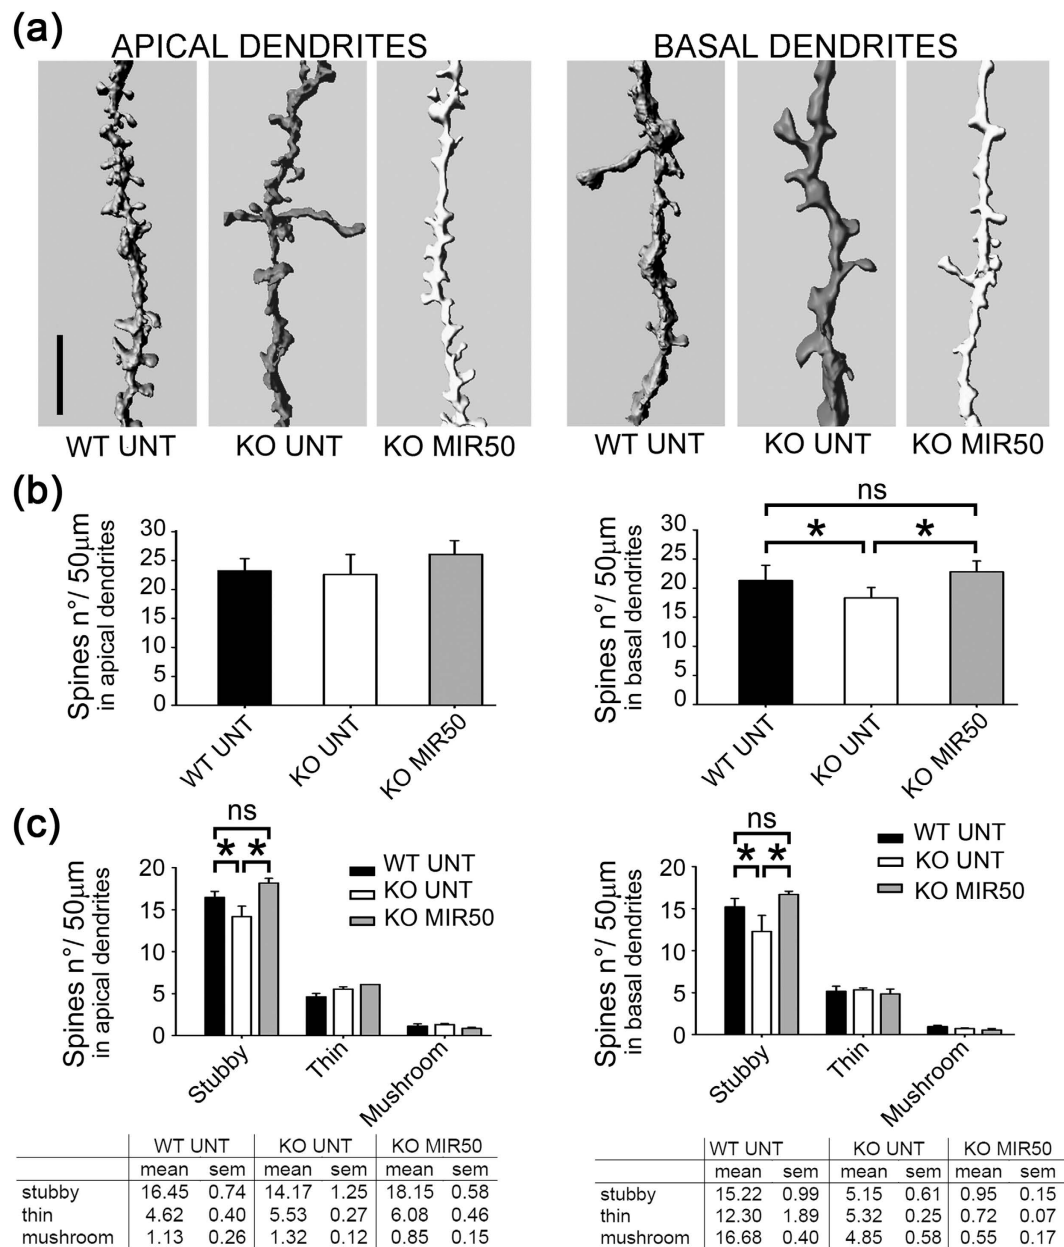 (a)
APICAL DENDRITES
BASAL DENDRITES
WT UNT KO UNT KO MIR50
WT UNT KO UNT KO MIR50
(b)
Spines n°/ 50µm
in apical dendrites
30
25
20
15
10
5
0
WT UNT
KO UNT
KO MIR50
Spines n°/ 50µm
in basal dendrites
30
25
20
15
10
5
0
ns
*
*
WT UNT
KO UNT
KO MIR50
(c)
Spines n°/ 50µm
in apical dendrites
20
15
10
5
0
ns
* *
WT UNT
KO UNT
KO MIR50
Stubby
Thin
Mushroom
Spines n°/ 50µm
in basal dendrites
20
15
10
5
0
ns
* *
WT UNT
KO UNT
KO MIR50
Stubby
Thin
Mushroom
WT UNT KO UNT KO MIR50
mean sem mean sem mean sem
stubby 16.45 0.74 14.17 1.25 18.15 0.58
thin 4.62 0.40 5.53 0.27 6.08 0.46
mushroom 1.13 0.26 1.32 0.12 0.85 0.15
WT UNT KO UNT KO MIR50
mean sem mean sem mean sem
stubby 15.22 0.99 5.15 0.61 0.95 0.15
thin 12.30 1.89 5.32 0.25 0.72 0.07
mushroom 16.68 0.40 4.85 0.58 0.55 0.17